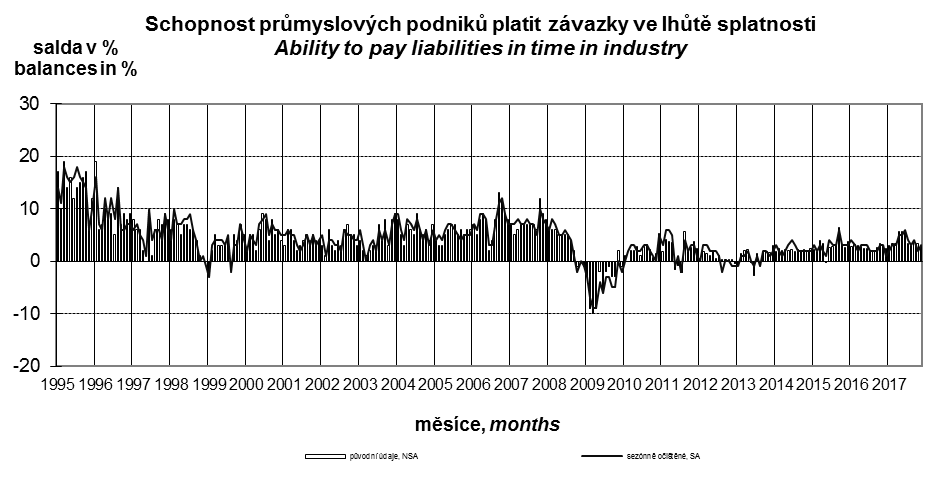 Schopnost průmyslových podniků platit závazky ve lhůtě splatnosti
Ability to pay liabilities in time in industry
salda v %
balances in %
30
20
10
0
-10
-20
1995 1996 1997 1998 1999 2000 2001 2002 2003 2004 2005 2006 2007 2008 2009 2010 2011 2012 2013 2014 2015 2016 2017
měsíce, months
původní údaje, NSA
sezónně očištěné, SA